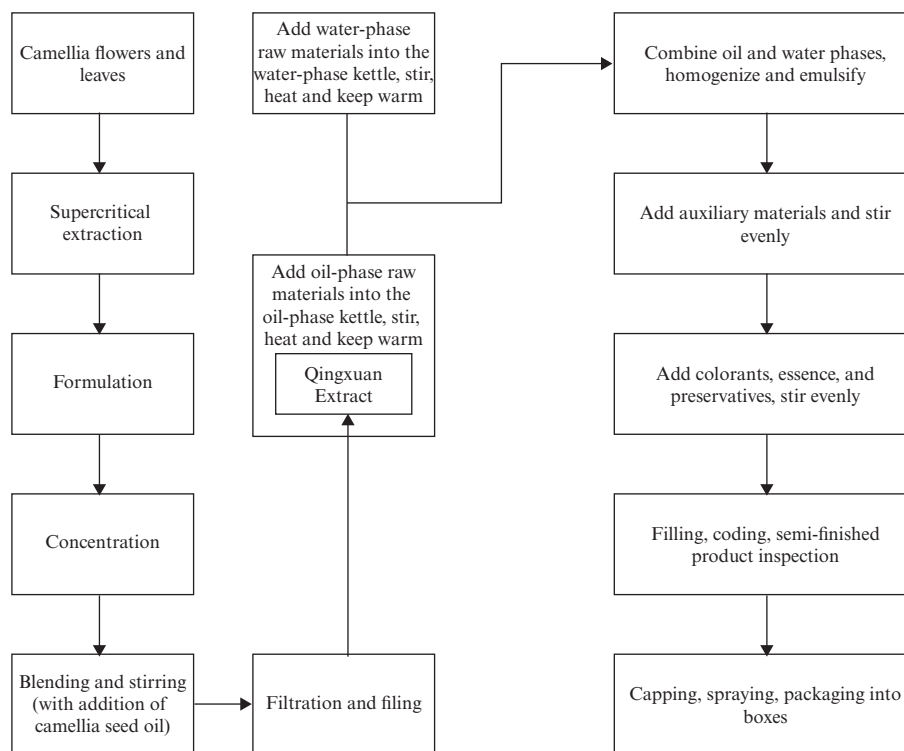 Camellia flowers and
leaves
Supercritical
extraction
Formulation
Concentration
Blending and stirring
(with addition of
camellia seed oil)
Filtration and filing
Add oil-phase raw
materials into the
oil-phase kettle, stir,
heat and keep warm
Qingxuan
Extract
Add water-phase
raw materials into the
water-phase kettle, stir,
heat and keep warm
Combine oil and water phases,
homogenize and emulsify
Add auxiliary materials and stir
evenly
Add colorants, essence, and
preservatives, stir evenly
Filling, coding, semi-finished
product inspection
Capping, spraying, packaging into
boxes